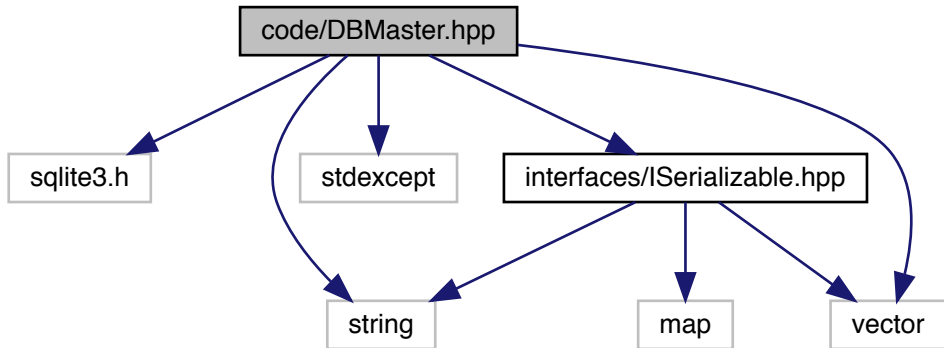 code/DBMaster.hpp
sqlite3.h
stdexcept
interfaces/ISerializable.hpp
string
map
vector